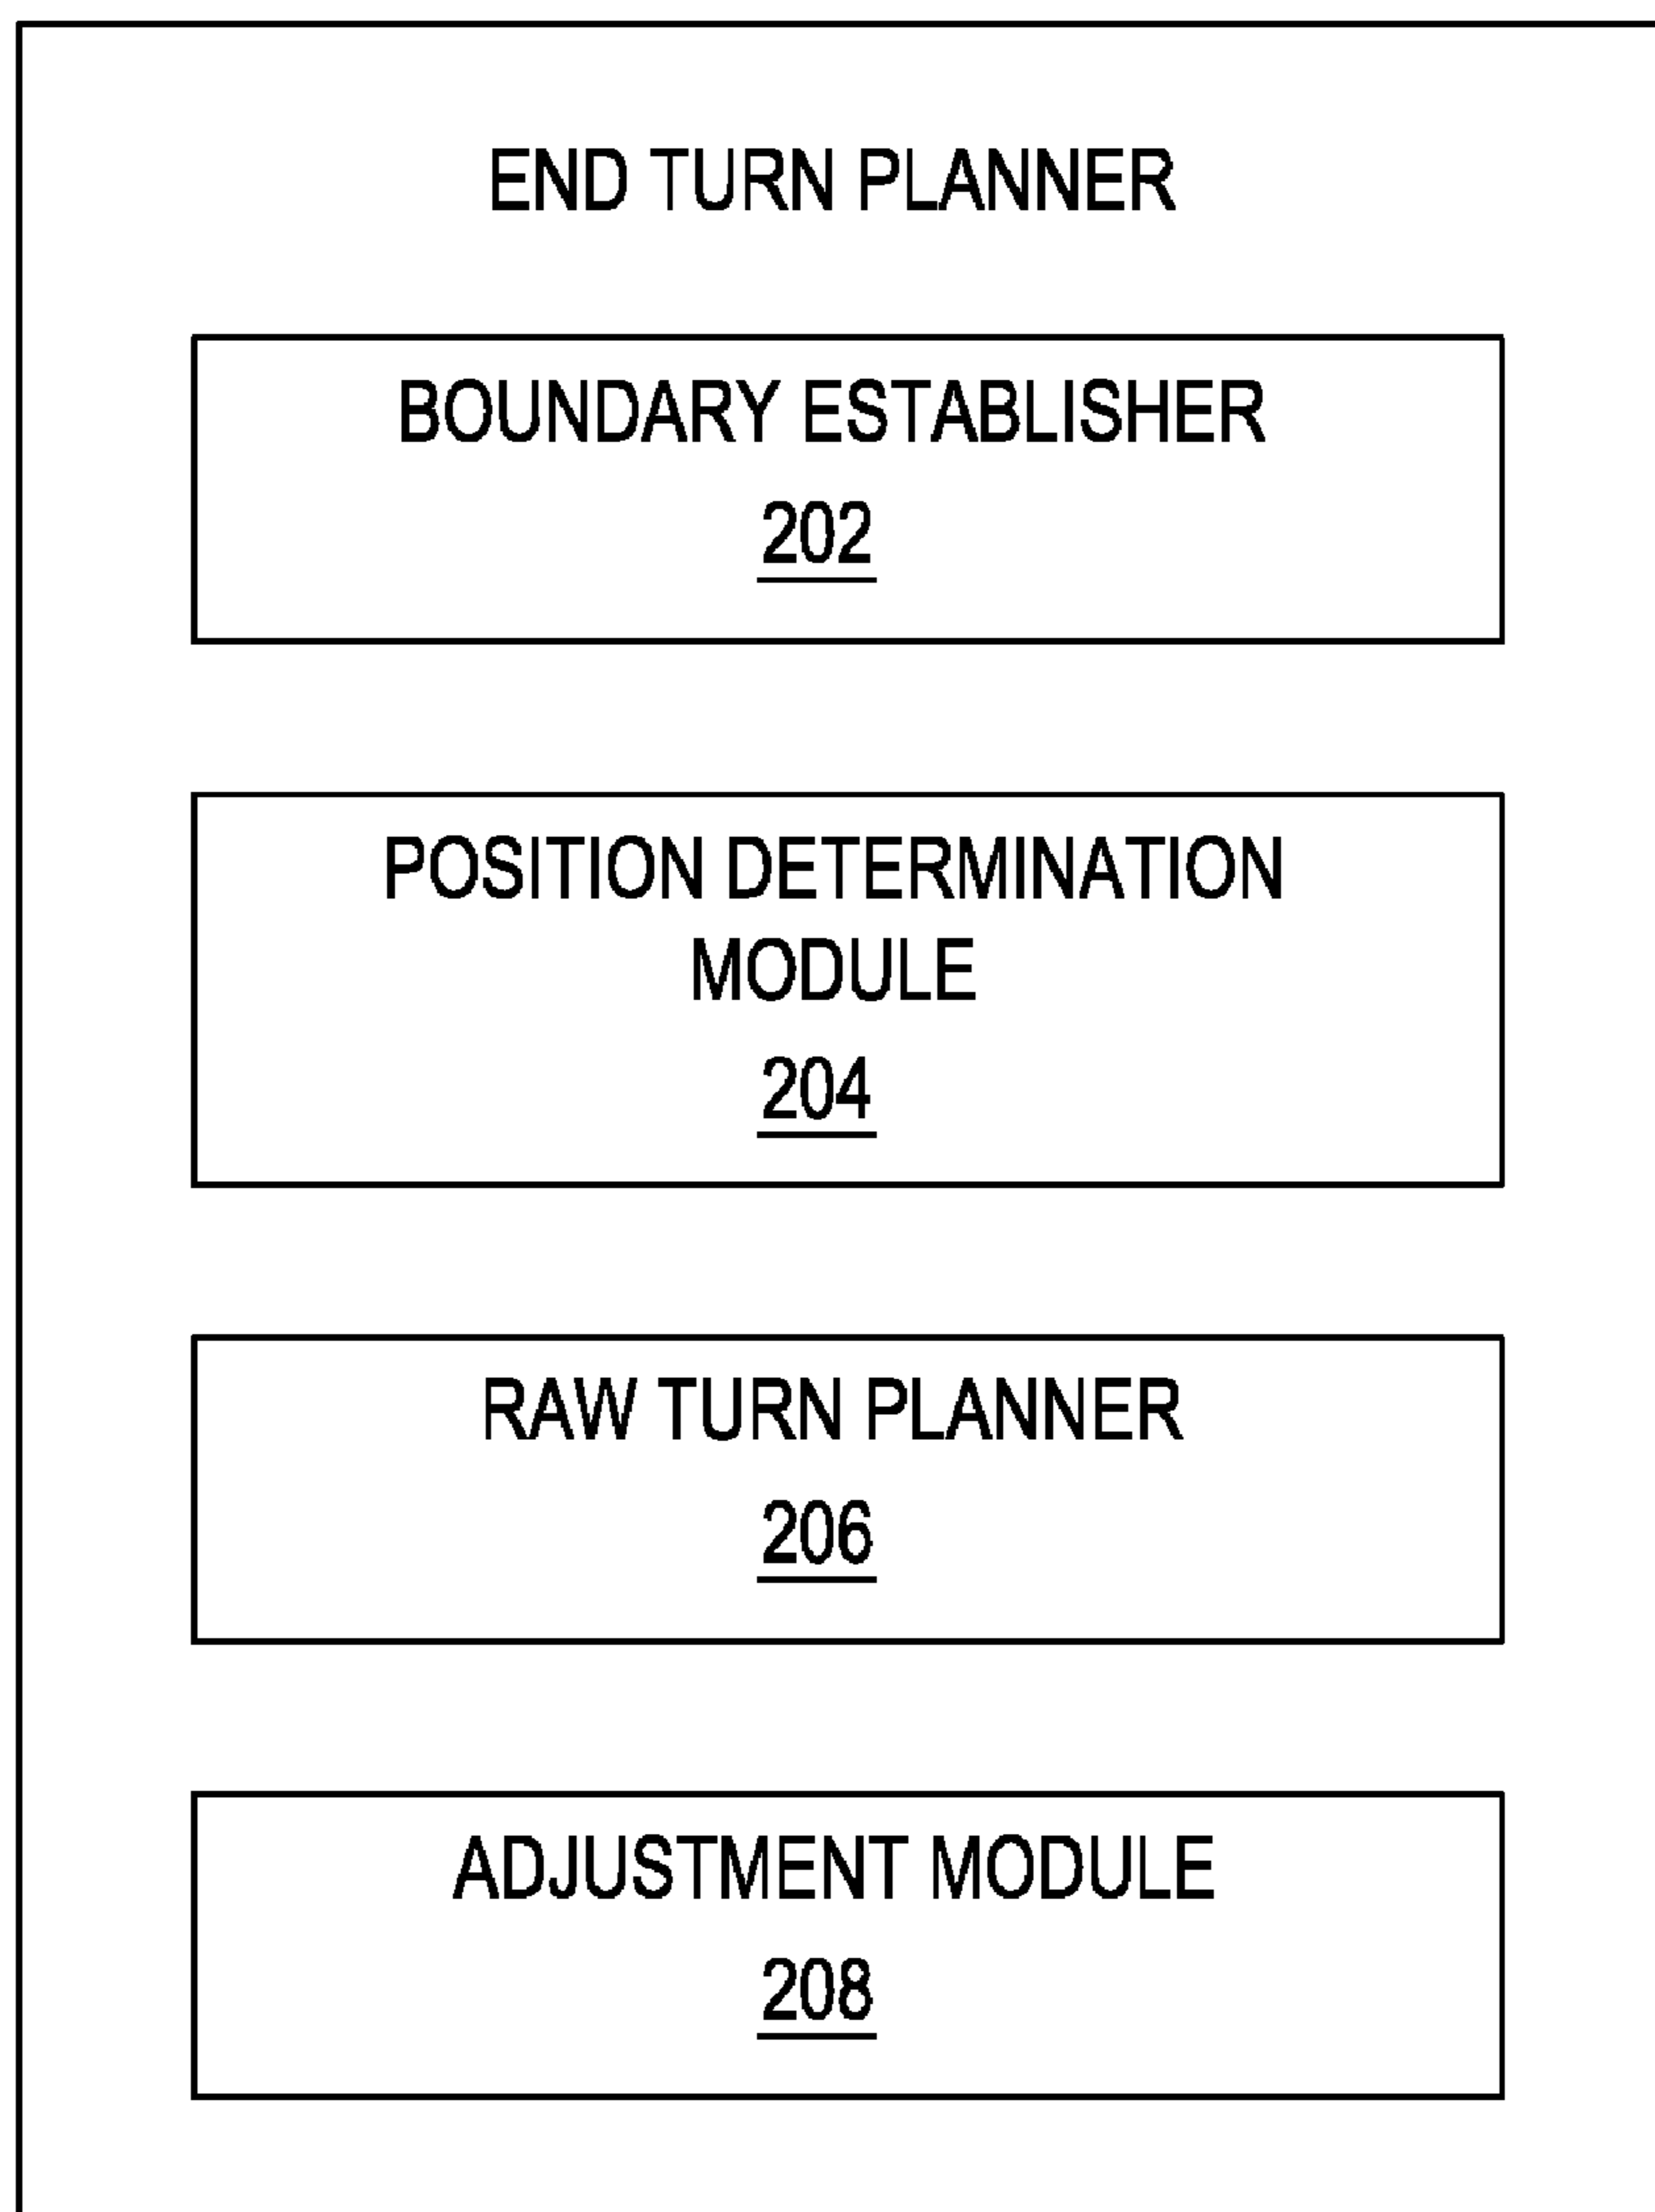 END TURN PLANNER
BOUNDARY ESTABLISHER
202
POSITION DETERMINATION
MODULE
204
RAW TURN PLANNER
206
ADJUSTMENT MODULE
208